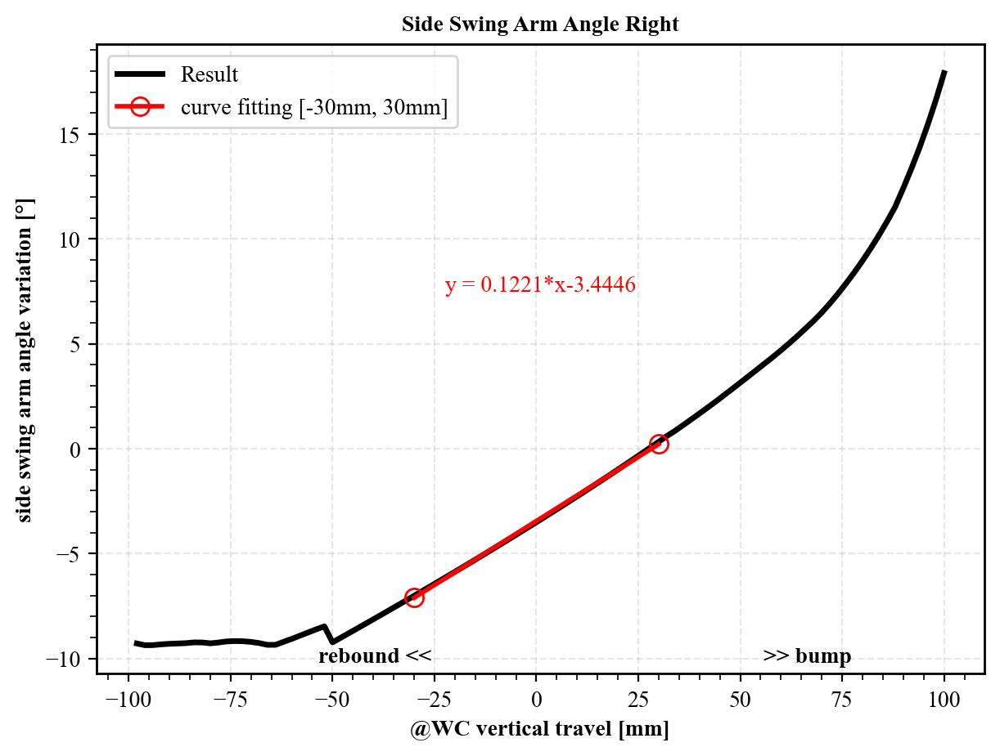 Side Swing Arm Angle Right
Result
curve fitting [-30mm, 30mm]
y = 0.1221*x-3.4446
side swing arm angle variation [°]
15
10
5
0
−5
−10
rebound <<
>> bump
−100 −75 −50 −25 0 25 50 75 100
@WC vertical travel [mm]